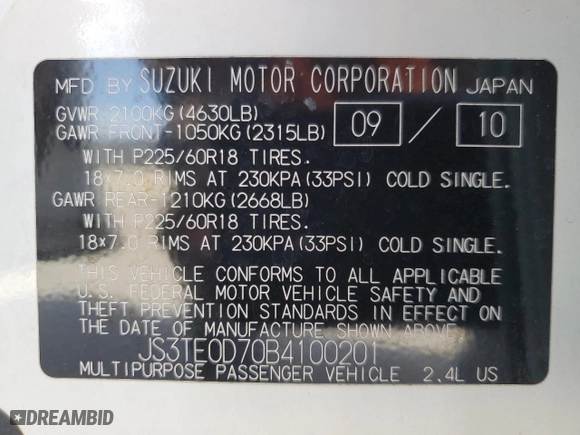 MFD BY SUZUKI MOTOR CORPORATION JAPAN
GVWR-2100KG(4630LB)
GAWR FRONT-1050KG(2315LB) 09 / 10
WITH P225/60R18 TIRES.
18x7.0 RIMS AT 230KPA(33PSI) COLD SINGLE.
GAWR REAR-1210KG(2668LB)
WITH P225/60R18 TIRES.
18x7.0 RIMS AT 230KPA(33PSI) COLD SINGLE.
THIS VEHICLE CONFORMS TO ALL APPLICABLE
U.S. FEDERAL MOTOR VEHICLE SAFETY AND
THEFT PREVENTION STANDARDS IN EFFECT ON
THE DATE OF MANUFACTURE SHOWN ABOVE.
JS3TE0D70B4100201
MULTIPURPOSE PASSENGER VEHICLE 2.4L US
DREAMBID